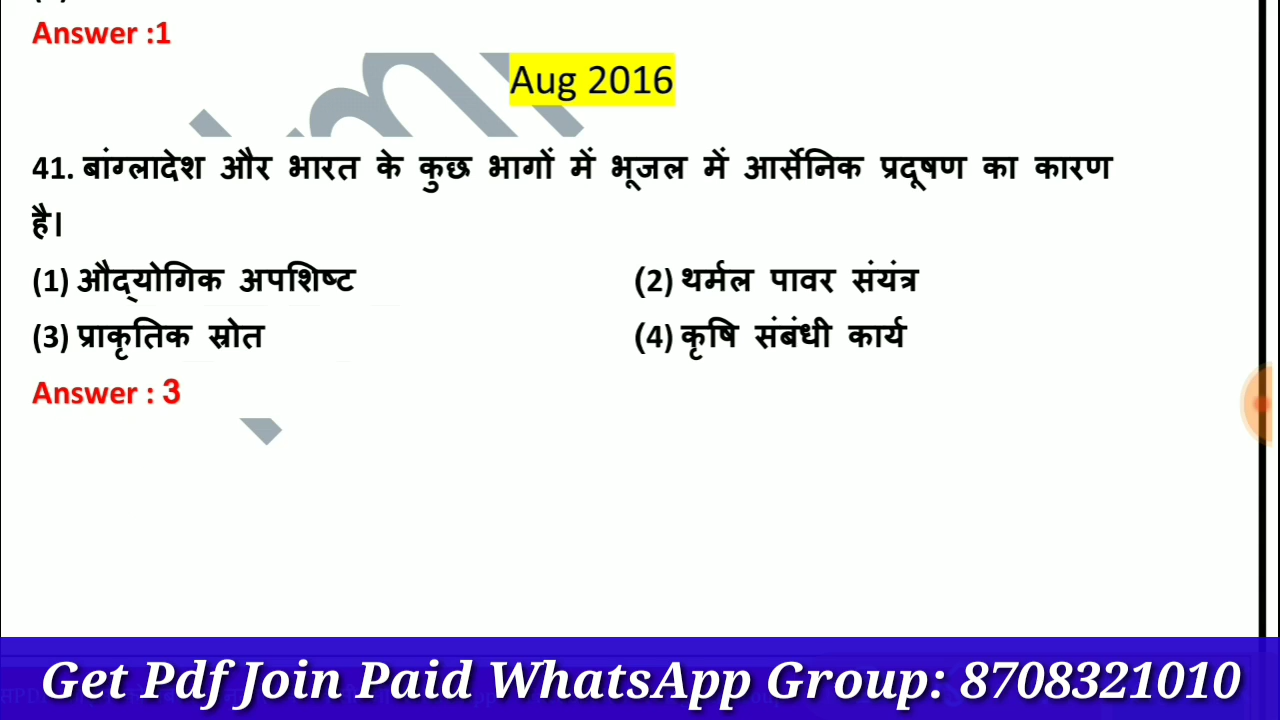 Answer :1
Aug 2016
41. बांग्लादेश और भारत के कुछ भागों में भूजल में आर्सेनिक प्रदूषण का कारण
है।
(1) औद्योगिक अपशिष्ट (2) थर्मल पावर संयंत्र
(3) प्राकृतिक स्रोत (4) कृषि संबंधी कार्य
Answer : 3
Get Pdf Join Paid WhatsApp Group: 8708321010